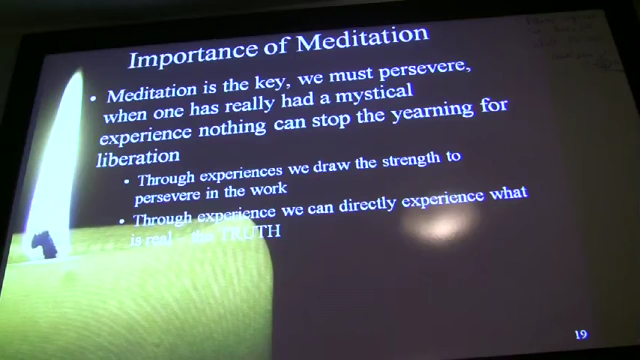 Importance of Meditation
• Meditation is the key, we must persevere,
when one has really had a mystical
experience nothing can stop the yearning for
liberation
• Through experiences we draw the strength to
persevere in the work
• Through experience we can directly experience what
is real – the TRUTH
19